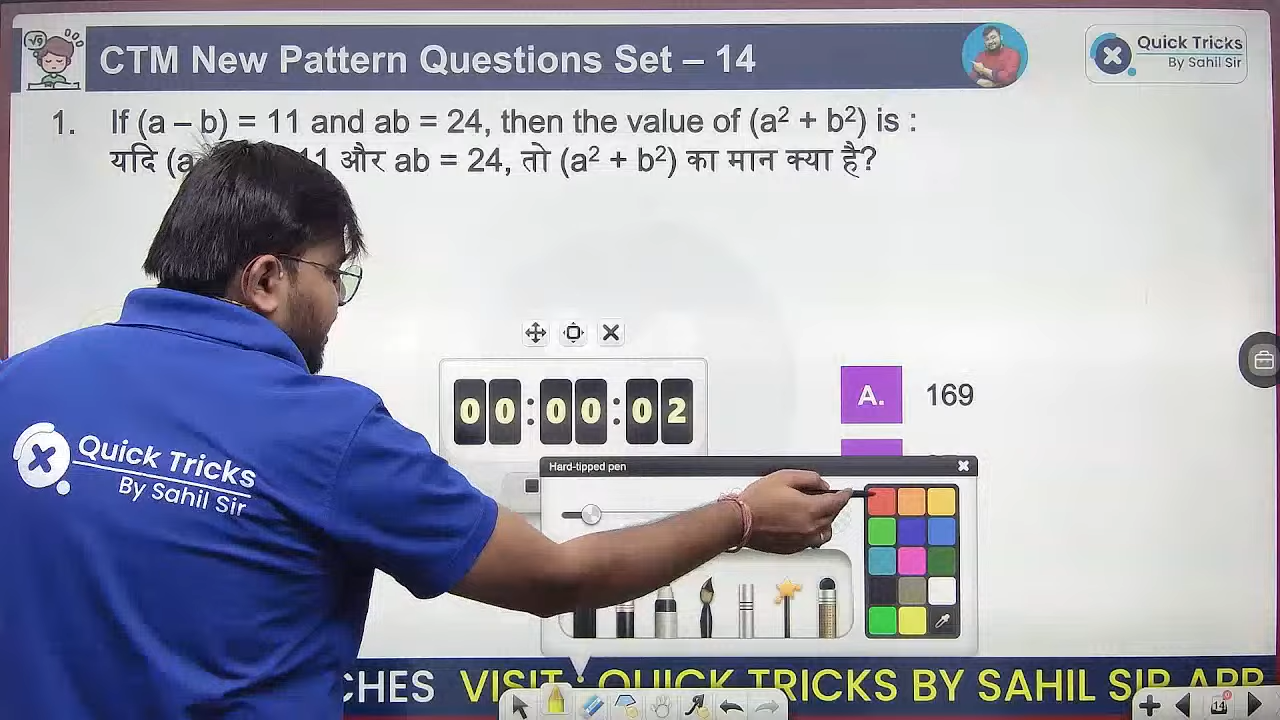 CTM New Pattern Questions Set – 14
Quick Tricks
By Sahil Sir
1. If (a – b) = 11 and ab = 24, then the value of (a² + b²) is :
यदि (a 11 और ab = 24, तो (a² + b²) का मान क्या है?
00:00:02
A. 169
Hard-tipped pen
Quick Tricks
By Sahil Sir
CHES VISIT : QUICK TRICKS BY SAHIL SIR APP
14